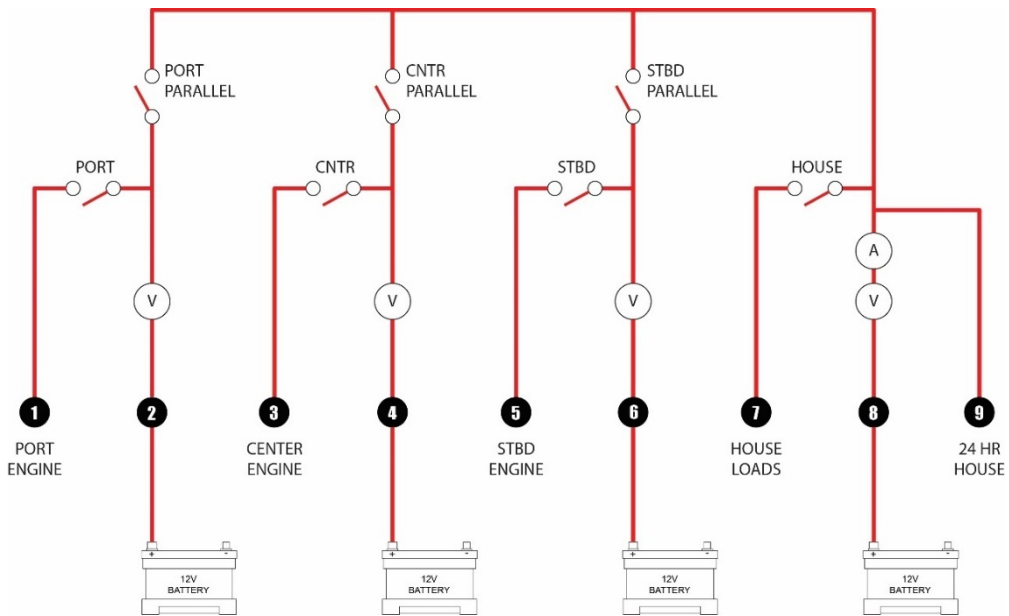 PORT
PARALLEL
CNTR
PARALLEL
STBD
PARALLEL
PORT
CNTR
STBD
HOUSE
A
V
V
V
V
1
2
3
4
5
6
7
8
9
PORT
ENGINE
CENTER
ENGINE
STBD
ENGINE
HOUSE
LOADS
24 HR
HOUSE
+ -
12V
BATTERY
+ -
12V
BATTERY
+ -
12V
BATTERY
+ -
12V
BATTERY